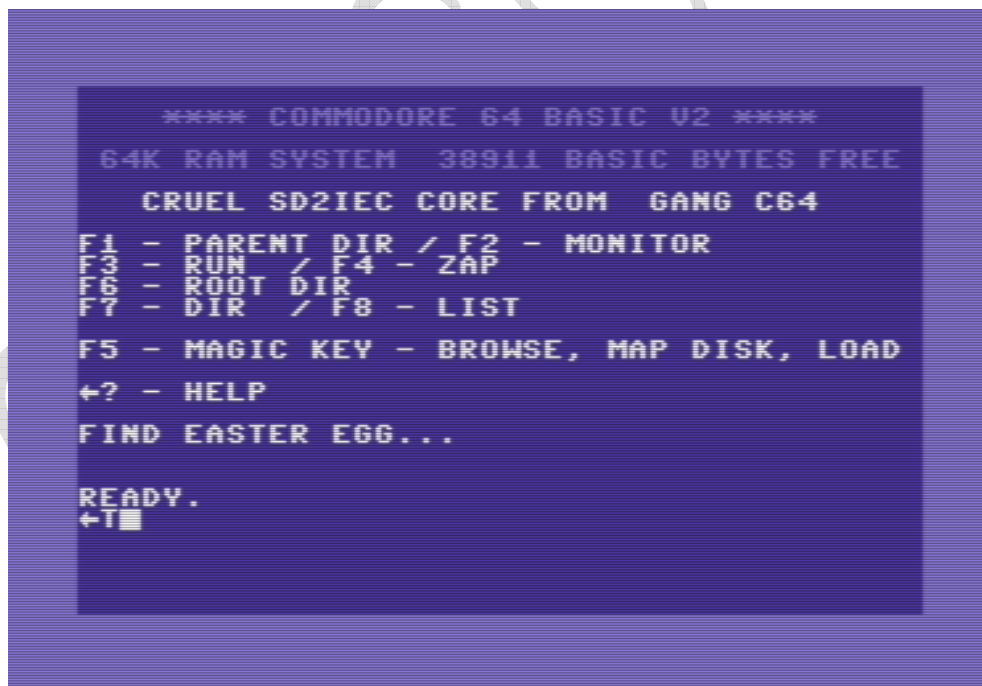 **** COMMODORE 64 BASIC V2 ****
64K RAM SYSTEM  38911 BASIC BYTES FREE
CRUEL SD2IEC CORE FROM  GANG C64
F1 - PARENT DIR / F2 - MONITOR
F3 - RUN  / F4 - ZAP
F6 - ROOT DIR
F7 - DIR  / F8 - LIST
F5 - MAGIC KEY - BROWSE, MAP DISK, LOAD
←? - HELP
FIND EASTER EGG...
READY.
←T